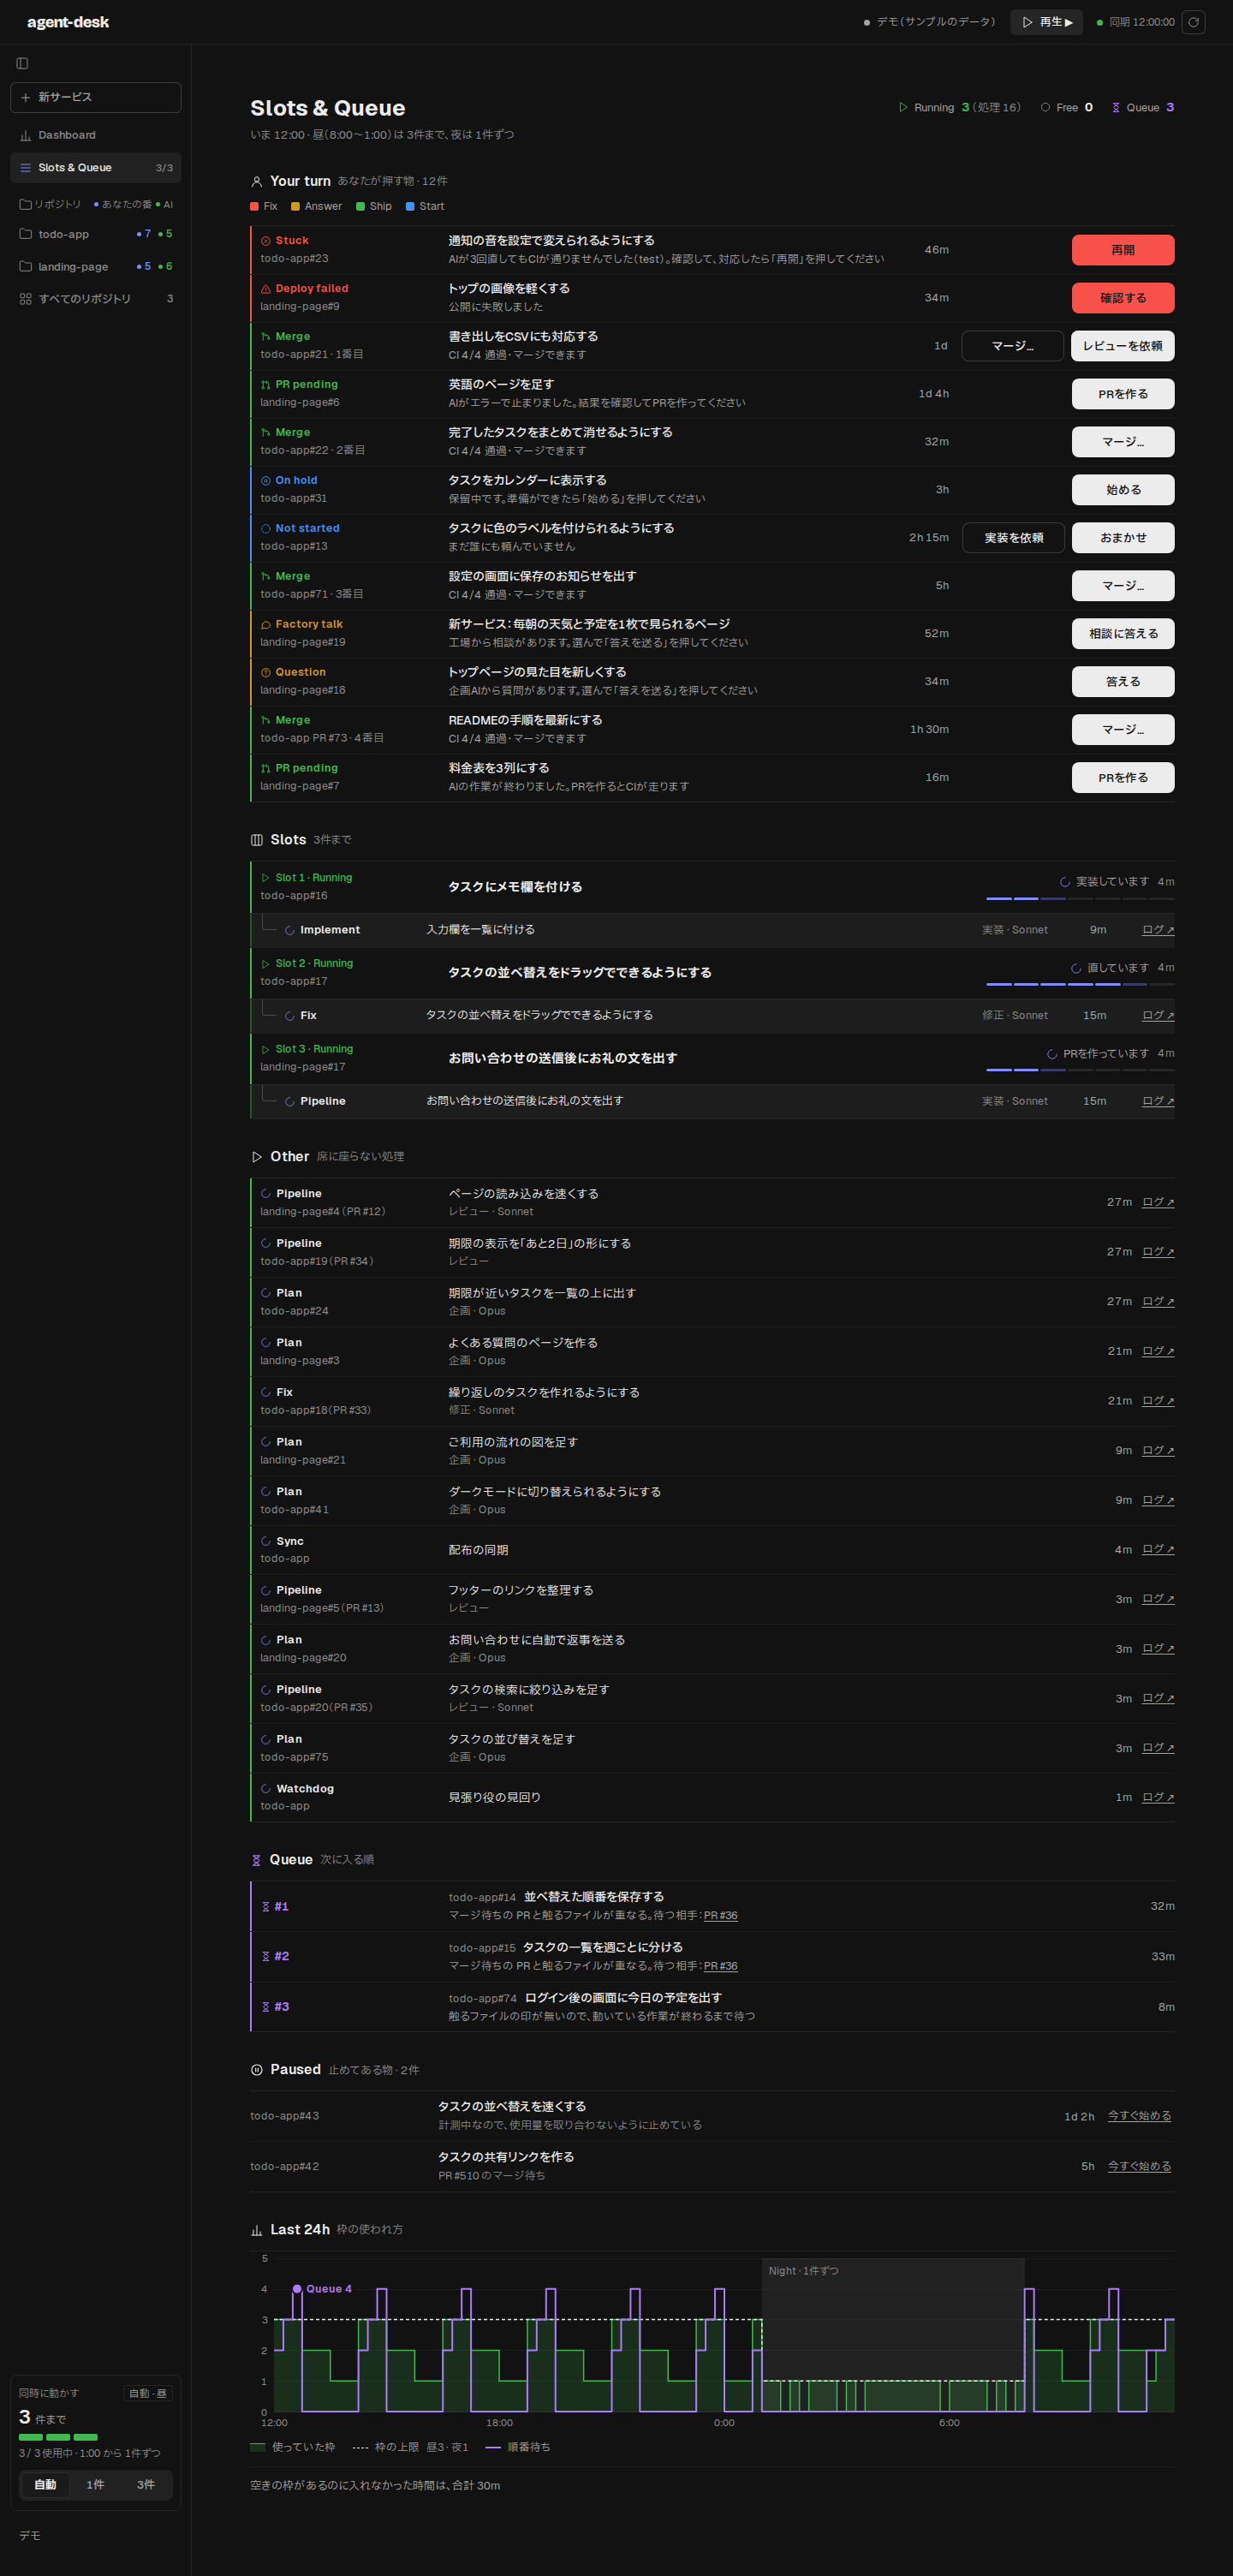 agent-desk
デモ（サンプルのデータ）
再生 ▶
同期 12:00:00
新サービス
Dashboard
Slots & Queue 3/3
リポジトリ あなたの番 AI
todo-app 7 5
landing-page 5 6
すべてのリポジトリ 3
Slots & Queue
Running 3（処理 16） Free 0 Queue 3
いま 12:00 · 昼（8:00〜1:00）は 3件まで、夜は 1件ずつ
Your turn あなたが押す物 · 12件
Fix Answer Ship Start
Stuck
todo-app#23
通知の音を設定で変えられるようにする
AIが3回直してもCIが通りませんでした（test）。確認して、対応したら「再開」を押してください
46m
再開
Deploy failed
landing-page#9
トップの画像を軽くする
公開に失敗しました
34m
確認する
Merge
todo-app#21 · 1番目
書き出しをCSVにも対応する
CI 4/4 通過・マージできます
1d
マージ…
レビューを依頼
PR pending
landing-page#6
英語のページを足す
AIがエラーで止まりました。結果を確認してPRを作ってください
1d 4h
PRを作る
Merge
todo-app#22 · 2番目
完了したタスクをまとめて消せるようにする
CI 4/4 通過・マージできます
32m
マージ…
On hold
todo-app#31
タスクをカレンダーに表示する
保留中です。準備ができたら「始める」を押してください
3h
始める
Not started
todo-app#13
タスクに色のラベルを付けられるようにする
まだ誰にも頼んでいません
2h 15m
実装を依頼
おまかせ
Merge
todo-app#71 · 3番目
設定の画面に保存のお知らせを出す
CI 4/4 通過・マージできます
5h
マージ…
Factory talk
landing-page#19
新サービス：毎朝の天気と予定を1枚で見られるページ
工場から相談があります。選んで「答えを送る」を押してください
52m
相談に答える
Question
landing-page#18
トップページの見た目を新しくする
企画AIから質問があります。選んで「答えを送る」を押してください
34m
答える
Merge
todo-app PR #73 · 4番目
READMEの手順を最新にする
CI 4/4 通過・マージできます
1h 30m
マージ…
PR pending
landing-page#7
料金表を3列にする
AIの作業が終わりました。PRを作るとCIが走ります
16m
PRを作る
Slots 3件まで
Slot 1 · Running
todo-app#16
タスクにメモ欄を付ける
実装しています 4m
Implement 入力欄を一覧に付ける 実装 · Sonnet 9m ログ↗
Slot 2 · Running
todo-app#17
タスクの並べ替えをドラッグでできるようにする
直しています 4m
Fix タスクの並べ替えをドラッグでできるようにする 修正 · Sonnet 15m ログ↗
Slot 3 · Running
landing-page#17
お問い合わせの送信後にお礼の文を出す
PRを作っています 4m
Pipeline お問い合わせの送信後にお礼の文を出す 実装 · Sonnet 15m ログ↗
Other 席に座らない処理
Pipeline
landing-page#4（PR #12）
ページの読み込みを速くする
レビュー · Sonnet
27m ログ↗
Pipeline
todo-app#19（PR #34）
期限の表示を「あと2日」の形にする
レビュー
27m ログ↗
Plan
todo-app#24
期限が近いタスクを一覧の上に出す
企画 · Opus
27m ログ↗
Plan
landing-page#3
よくある質問のページを作る
企画 · Opus
21m ログ↗
Fix
todo-app#18（PR #33）
繰り返しのタスクを作れるようにする
修正 · Sonnet
21m ログ↗
Plan
landing-page#21
ご利用の流れの図を足す
企画 · Opus
9m ログ↗
Plan
todo-app#41
ダークモードに切り替えられるようにする
企画 · Opus
9m ログ↗
Sync
todo-app
配布の同期
4m ログ↗
Pipeline
landing-page#5（PR #13）
フッターのリンクを整理する
レビュー
3m ログ↗
Plan
landing-page#20
お問い合わせに自動で返事を送る
企画 · Opus
3m ログ↗
Pipeline
todo-app#20（PR #35）
タスクの検索に絞り込みを足す
レビュー · Sonnet
3m ログ↗
Plan
todo-app#75
タスクの並び替えを足す
企画 · Opus
3m ログ↗
Watchdog
todo-app
見張り役の見回り
1m ログ↗
Queue 次に入る順
#1
todo-app#14 並べ替えた順番を保存する
マージ待ちの PR と触るファイルが重なる。待つ相手：PR #36
32m
#2
todo-app#15 タスクの一覧を週ごとに分ける
マージ待ちの PR と触るファイルが重なる。待つ相手：PR #36
33m
#3
todo-app#74 ログイン後の画面に今日の予定を出す
触るファイルの印が無いので、動いている作業が終わるまで待つ
8m
Paused 止めてある物 · 2件
todo-app#43
タスクの並べ替えを速くする
計測中なので、使用量を取り合わないように止めている
1d 2h 今すぐ始める
todo-app#42
タスクの共有リンクを作る
PR #510 のマージ待ち
5h 今すぐ始める
Last 24h 枠の使われ方
5
4
3
2
1
0
Queue 4
Night · 1件ずつ
12:00 18:00 0:00 6:00
使っていた枠 枠の上限 昼3 · 夜1 順番待ち
空きの枠があるのに入れなかった時間は、合計 30m
同時に動かす 自動 · 昼
3 件まで
3 / 3 使用中 · 1:00 から 1件ずつ
自動 1件 3件
デモ